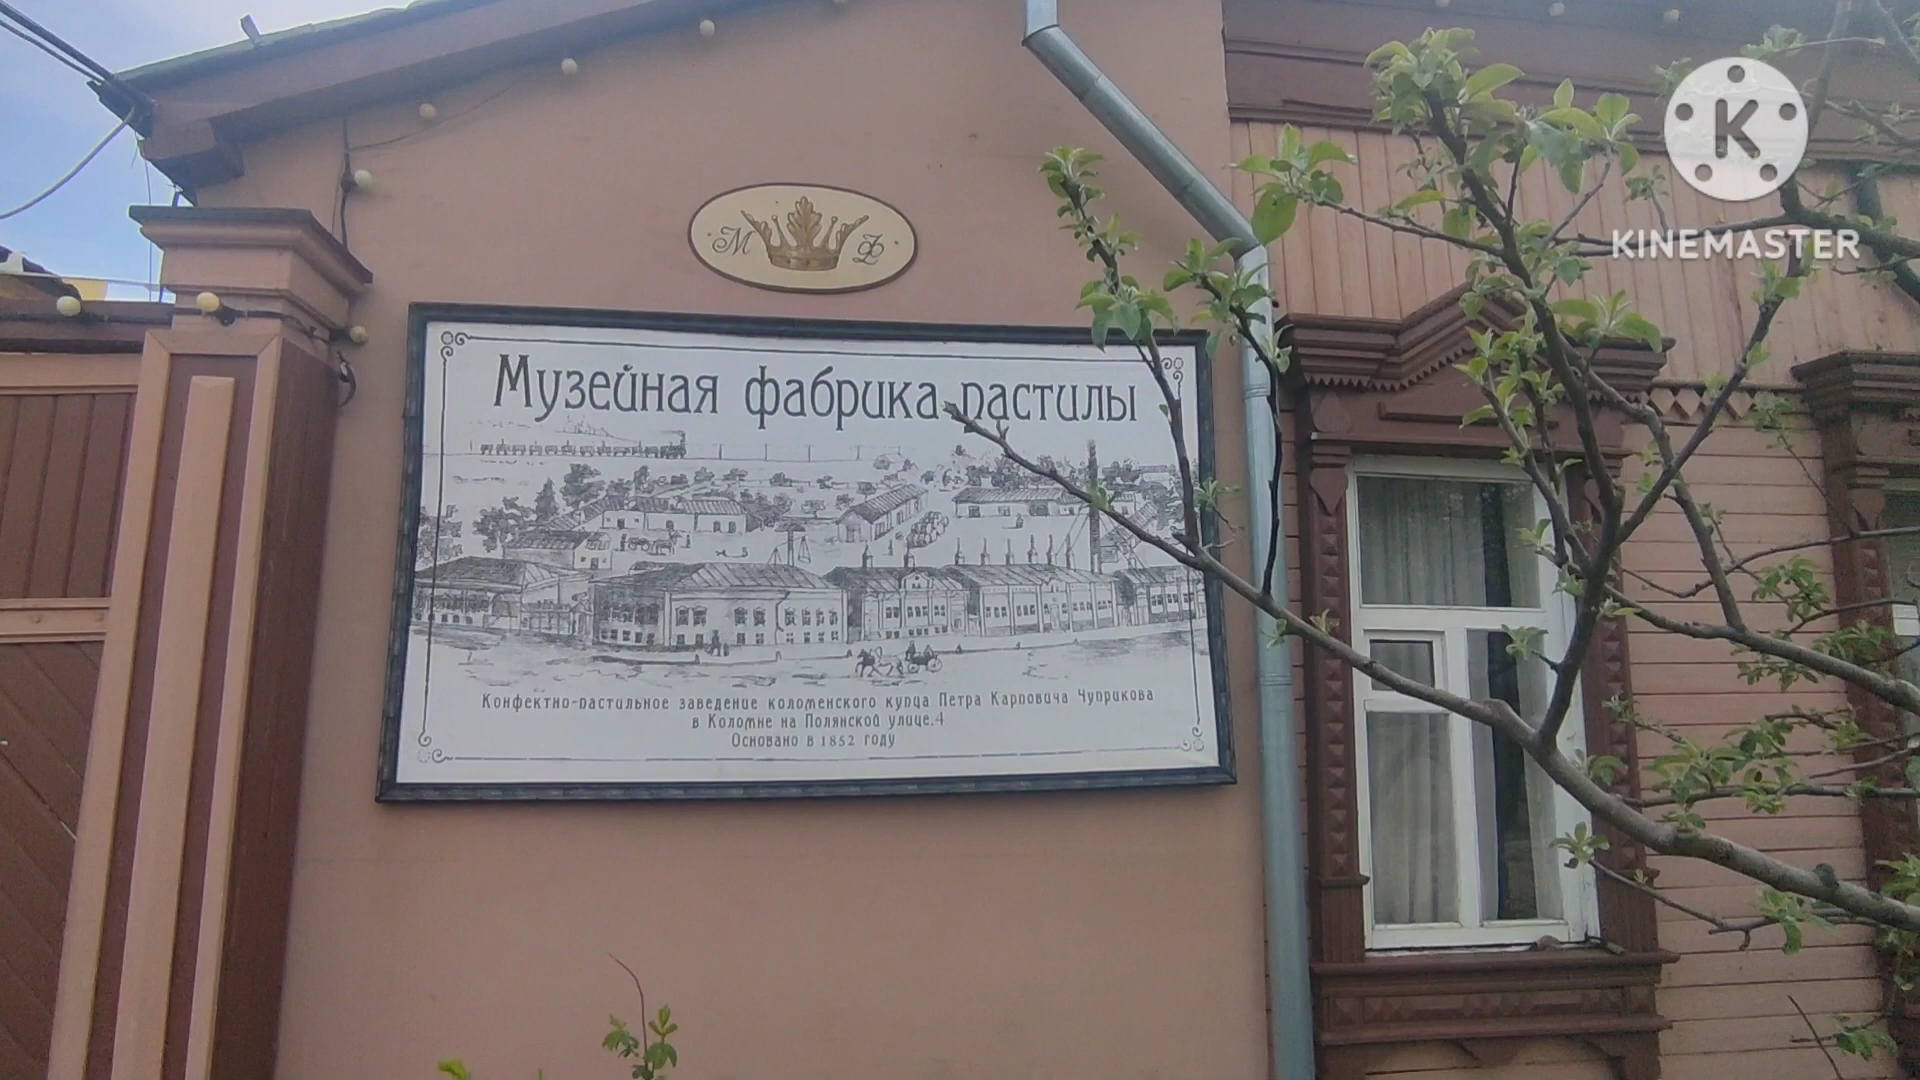 М Ф
Музейная фабрика пастилы
Конфектно-пастильное заведение коломенского купца Петра Карповича Чуприкова
в Коломне на Полянской улице.4
Основано в 1852 году
K
KINEMASTER